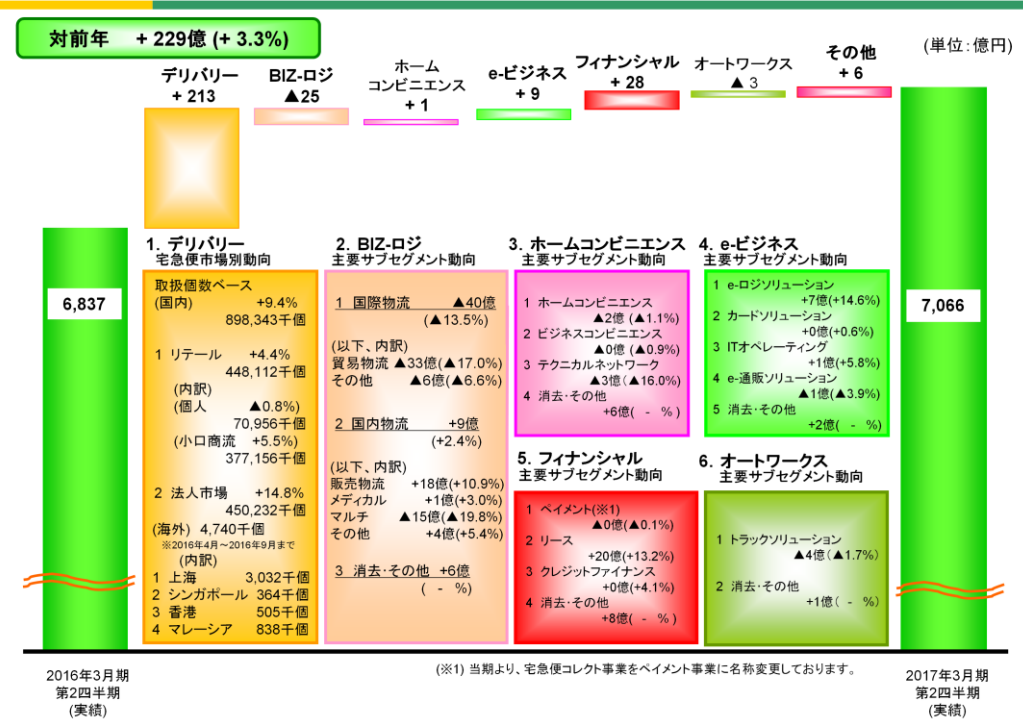 対前年 + 229億 (+ 3.3%)
(単位:億円)
デリバリー
+ 213
BIZ-ロジ
▲25
ホーム
コンビニエンス
+ 1
e-ビジネス
+ 9
フィナンシャル
+ 28
オートワークス
▲ 3
その他
+ 6
6,837
7,066
1. デリバリー
宅急便市場別動向
取扱個数ベース
(国内) +9.4%
898,343千個
1 リテール +4.4%
448,112千個
(内訳)
(個人 ▲0.8%)
70,956千個
(小口商流 +5.5%)
377,156千個
2 法人市場 +14.8%
450,232千個
(海外) 4,740千個
※2016年4月~2016年9月まで
(内訳)
1 上海 3,032千個
2 シンガポール 364千個
3 香港 505千個
4 マレーシア 838千個
2. BIZ-ロジ
主要サブセグメント動向
1 国際物流 ▲40億
(▲13.5%)
(以下、内訳)
貿易物流 ▲33億(▲17.0%)
その他 ▲6億(▲6.6%)
2 国内物流 +9億
(+2.4%)
(以下、内訳)
販売物流 +18億(+10.9%)
メディカル +1億(+3.0%)
マルチ ▲15億(▲19.8%)
その他 +4億(+5.4%)
3 消去・その他 +6億
( - %)
3. ホームコンビニエンス
主要サブセグメント動向
1 ホームコンビニエンス
▲2億 (▲1.1%)
2 ビジネスコンビニエンス
▲0億 (▲0.9%)
3 テクニカルネットワーク
▲3億(▲16.0%)
4 消去・その他
+6億( - % )
4. e-ビジネス
主要サブセグメント動向
1 e-ロジソリューション
+7億(+14.6%)
2 カードソリューション
+0億(+0.6%)
3 ITオペレーティング
+1億(+5.8%)
4 e-通販ソリューション
▲1億(▲3.9%)
5 消去・その他
+2億( - %)
5. フィナンシャル
主要サブセグメント動向
1 ペイメント(※1)
▲0億(▲0.1%)
2 リース
+20億(+13.2%)
3 クレジットファイナンス
+0億(+4.1%)
4 消去・その他
+8億( - % )
6. オートワークス
主要サブセグメント動向
1 トラックソリューション
▲4億(▲1.7%)
2 消去・その他
+1億( - %)
2016年3月期
第2四半期
(実績)
(※1) 当期より、宅急便コレクト事業をペイメント事業に名称変更しております。
2017年3月期
第2四半期
(実績)